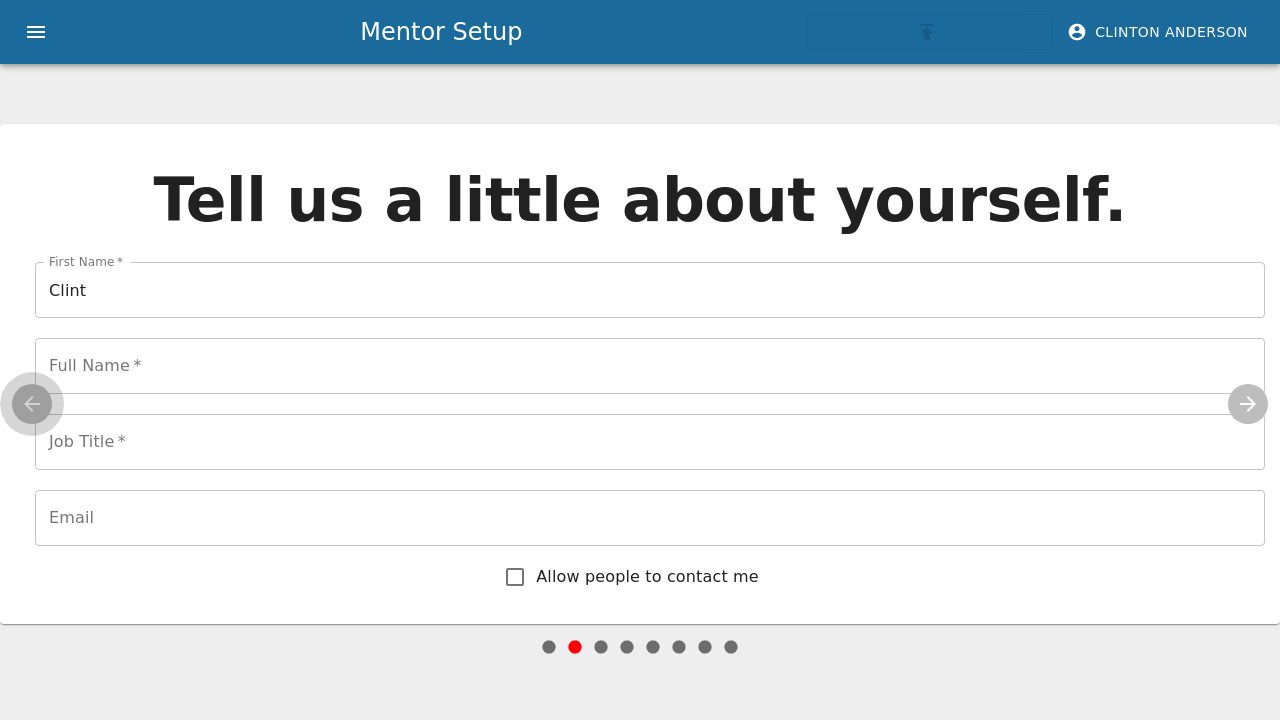 Mentor Setup
CLINTON ANDERSON
Tell us a little about yourself.
First Name *
Clint
Full Name *
Job Title *
Email
Allow people to contact me